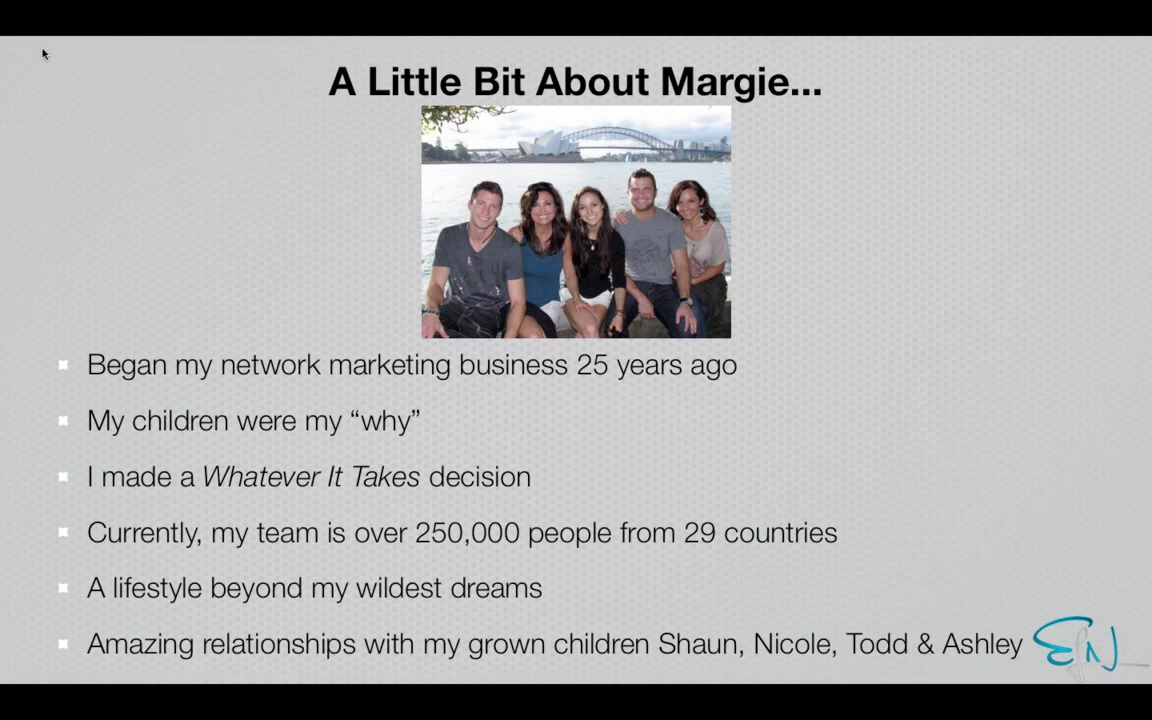 A Little Bit About Margie...
Began my network marketing business 25 years ago
My children were my “why”
I made a Whatever It Takes decision
Currently, my team is over 250,000 people from 29 countries
A lifestyle beyond my wildest dreams
Amazing relationships with my grown children Shaun, Nicole, Todd & Ashley